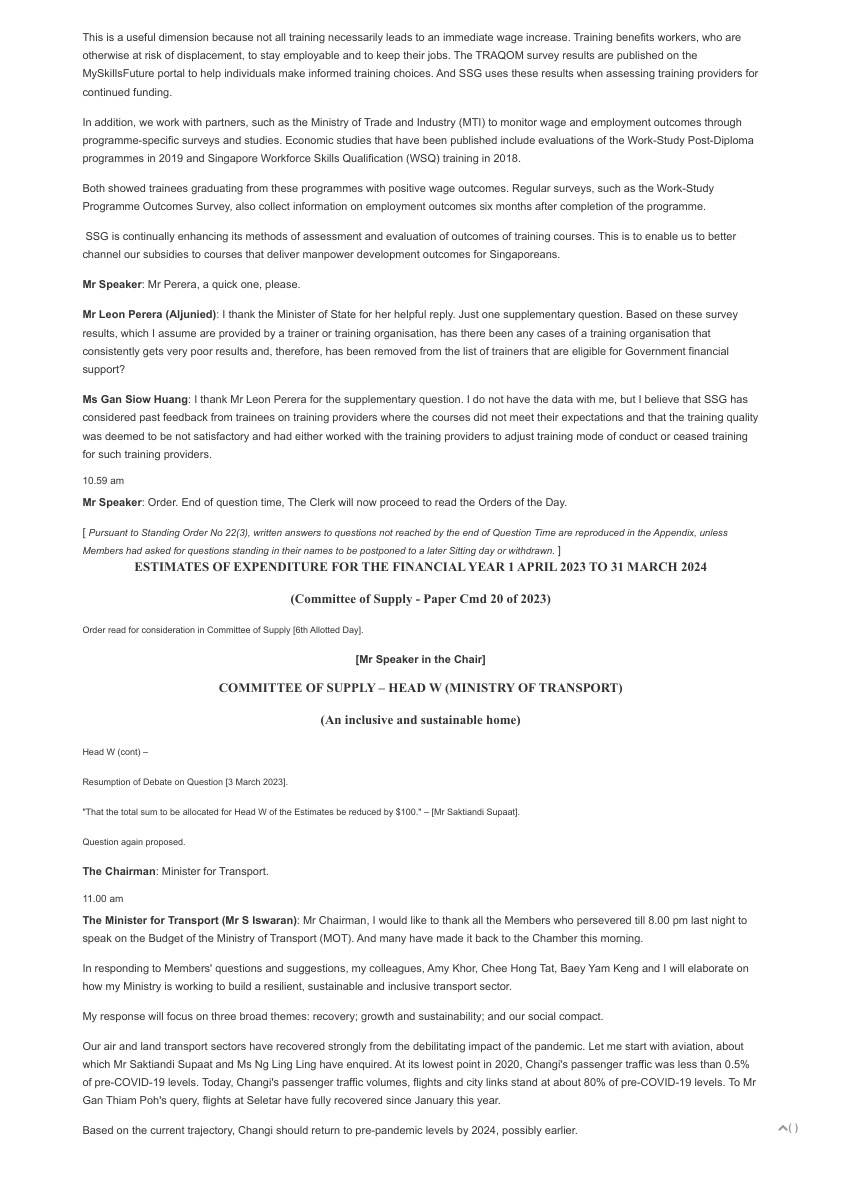 This is a useful dimension because not all training necessarily leads to an immediate wage increase. Training benefits workers, who are
otherwise at risk of displacement, to stay employable and to keep their jobs. The TRAQOM survey results are published on the
MySkillsFuture portal to help individuals make informed training choices. And SSG uses these results when assessing training providers for
continued funding.
In addition, we work with partners, such as the Ministry of Trade and Industry (MTI) to monitor wage and employment outcomes through
programme-specific surveys and studies. Economic studies that have been published include evaluations of the Work-Study Post-Diploma
programmes in 2019 and Singapore Workforce Skills Qualification (WSQ) training in 2018.
Both showed trainees graduating from these programmes with positive wage outcomes. Regular surveys, such as the Work-Study
Programme Outcomes Survey, also collect information on employment outcomes six months after completion of the programme.
SSG is continually enhancing its methods of assessment and evaluation of outcomes of training courses. This is to enable us to better
channel our subsidies to courses that deliver manpower development outcomes for Singaporeans.
Mr Speaker: Mr Perera, a quick one, please.
Mr Leon Perera (Aljunied): I thank the Minister of State for her helpful reply. Just one supplementary question. Based on these survey
results, which I assume are provided by a trainer or training organisation, has there been any cases of a training organisation that
consistently gets very poor results and, therefore, has been removed from the list of trainers that are eligible for Government financial
support?
Ms Gan Siow Huang: I thank Mr Leon Perera for the supplementary question. I do not have the data with me, but I believe that SSG has
considered past feedback from trainees on training providers where the courses did not meet their expectations and that the training quality
was deemed to be not satisfactory and had either worked with the training providers to adjust training mode of conduct or ceased training
for such training providers.
10.59 am
Mr Speaker: Order. End of question time, The Clerk will now proceed to read the Orders of the Day.
[ Pursuant to Standing Order No 22(3), written answers to questions not reached by the end of Question Time are reproduced in the Appendix, unless
Members had asked for questions standing in their names to be postponed to a later Sitting day or withdrawn. ]
ESTIMATES OF EXPENDITURE FOR THE FINANCIAL YEAR 1 APRIL 2023 TO 31 MARCH 2024
(Committee of Supply - Paper Cmd 20 of 2023)
Order read for consideration in Committee of Supply [6th Allotted Day].
[Mr Speaker in the Chair]
COMMITTEE OF SUPPLY – HEAD W (MINISTRY OF TRANSPORT)
(An inclusive and sustainable home)
Head W (cont) –
Resumption of Debate on Question [3 March 2023].
"That the total sum to be allocated for Head W of the Estimates be reduced by $100." – [Mr Saktiandi Supaat].
Question again proposed.
The Chairman: Minister for Transport.
11.00 am
The Minister for Transport (Mr S Iswaran): Mr Chairman, I would like to thank all the Members who persevered till 8.00 pm last night to
speak on the Budget of the Ministry of Transport (MOT). And many have made it back to the Chamber this morning.
In responding to Members' questions and suggestions, my colleagues, Amy Khor, Chee Hong Tat, Baey Yam Keng and I will elaborate on
how my Ministry is working to build a resilient, sustainable and inclusive transport sector.
My response will focus on three broad themes: recovery; growth and sustainability; and our social compact.
Our air and land transport sectors have recovered strongly from the debilitating impact of the pandemic. Let me start with aviation, about
which Mr Saktiandi Supaat and Ms Ng Ling Ling have enquired. At its lowest point in 2020, Changi's passenger traffic was less than 0.5%
of pre-COVID-19 levels. Today, Changi's passenger traffic volumes, flights and city links stand at about 80% of pre-COVID-19 levels. To Mr
Gan Thiam Poh's query, flights at Seletar have fully recovered since January this year.
Based on the current trajectory, Changi should return to pre-pandemic levels by 2024, possibly earlier.
( )